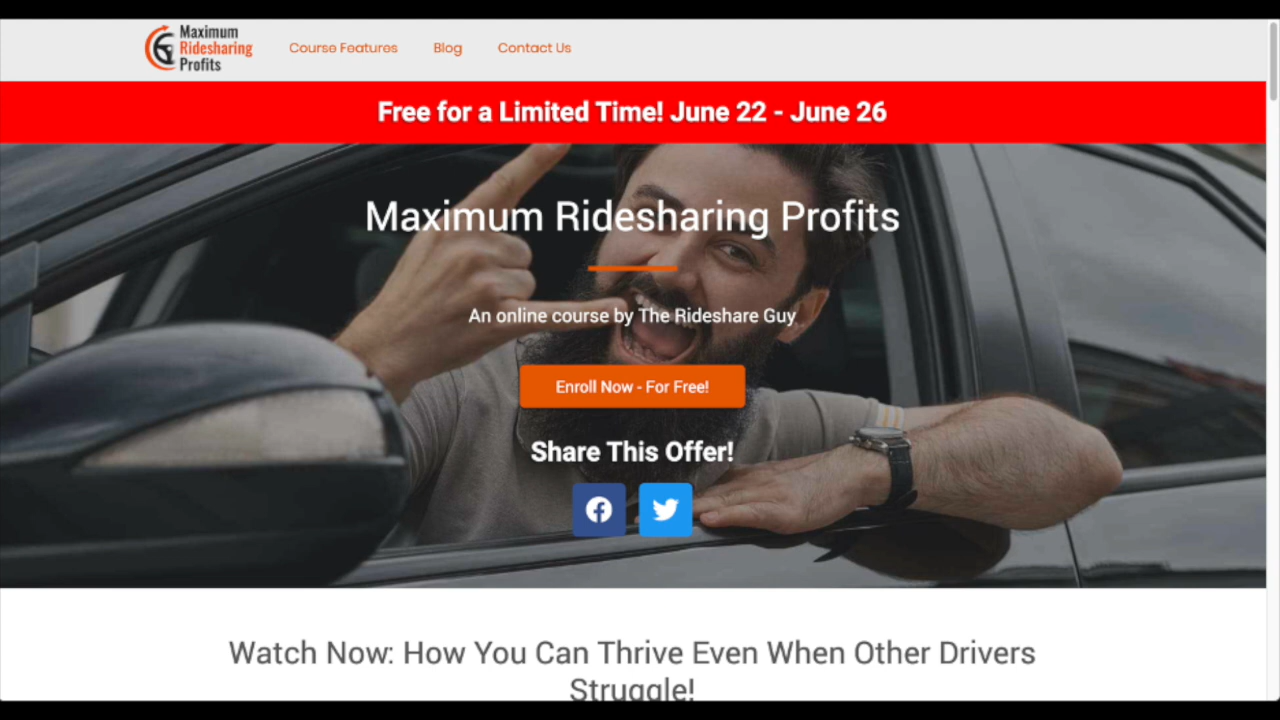 Maximum
Ridesharing
Profits
Course Features
Blog
Contact Us
Free for a Limited Time! June 22 - June 26
Maximum Ridesharing Profits
An online course by The Rideshare Guy
Enroll Now - For Free!
Share This Offer!
Watch Now: How You Can Thrive Even When Other Drivers
Struggle!